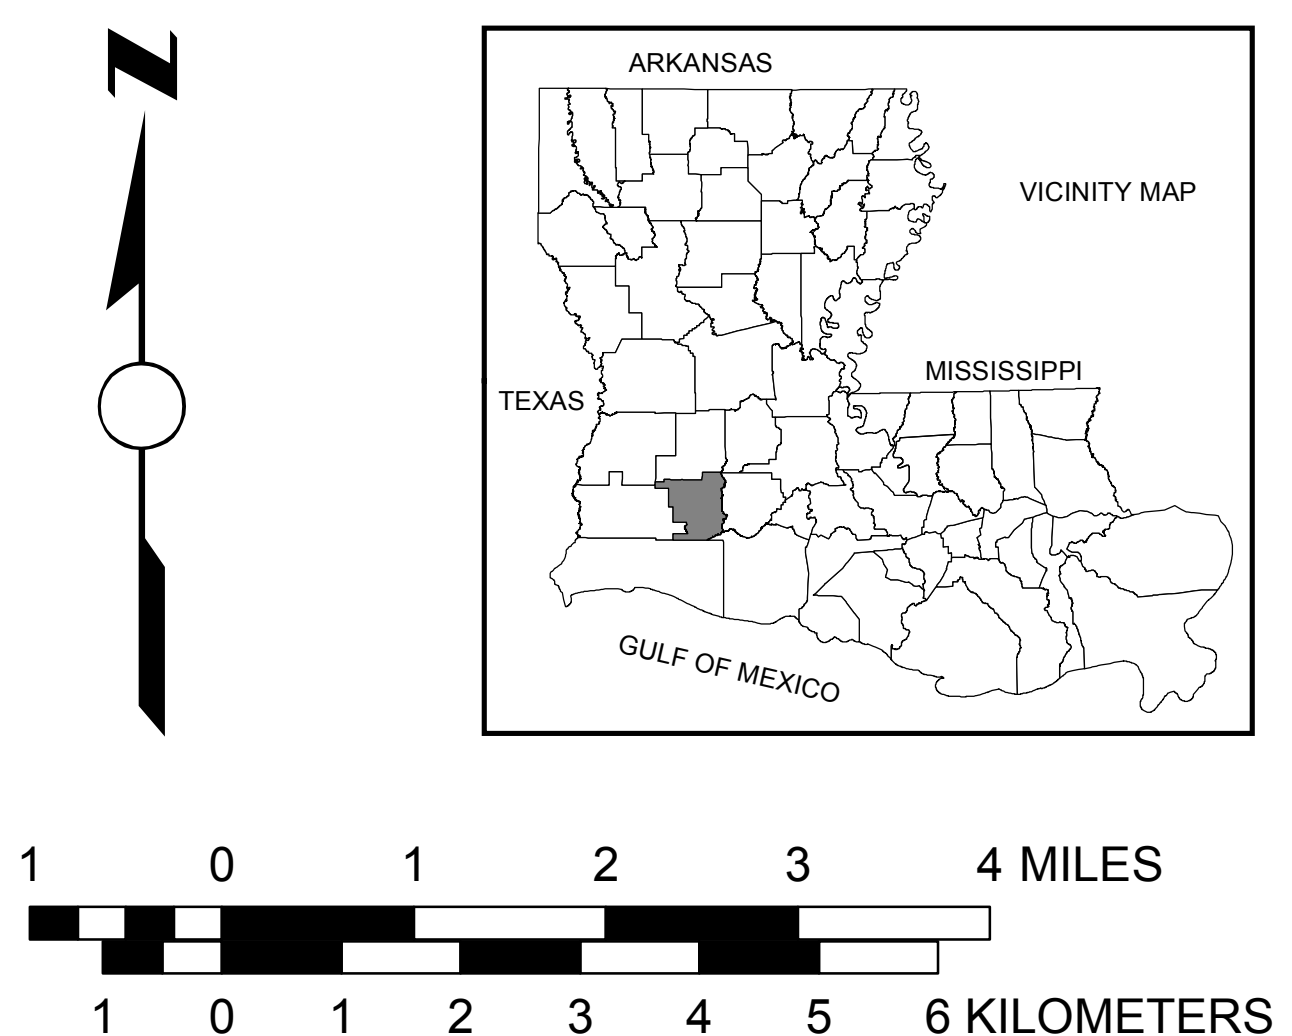 N
ARKANSAS
VICINITY MAP
MISSISSIPPI
TEXAS
GULF OF MEXICO
1 0 1 2 3 4 MILES
1 0 1 2 3 4 5 6 KILOMETERS